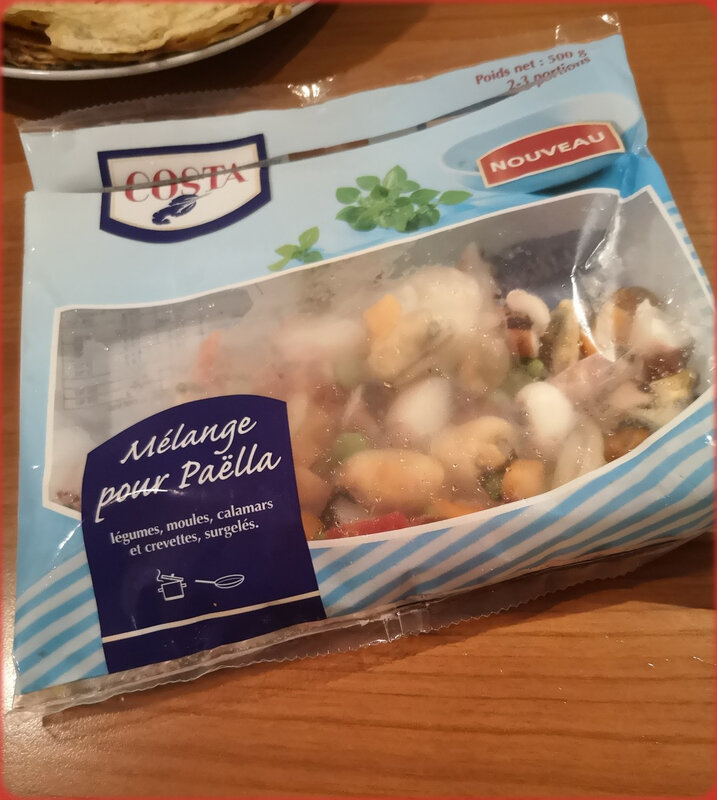 Poids net : 500 g
2-3 portions
COSTA
NOUVEAU
Mélange
pour Paëlla
légumes, moules, calamars
et crevettes, surgelés.